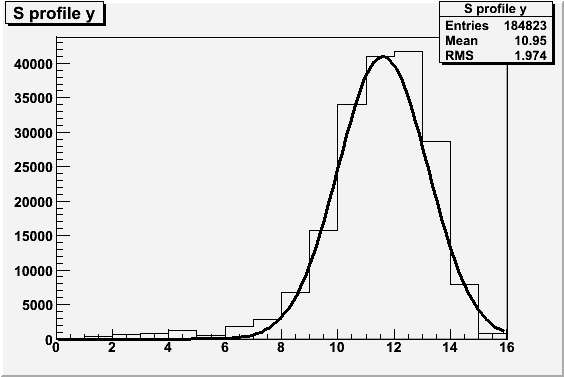 S profile y
S profile y
Entries 184823
Mean 10.95
RMS 1.974
40000
35000
30000
25000
20000
15000
10000
5000
0
0 2 4 6 8 10 12 14 16